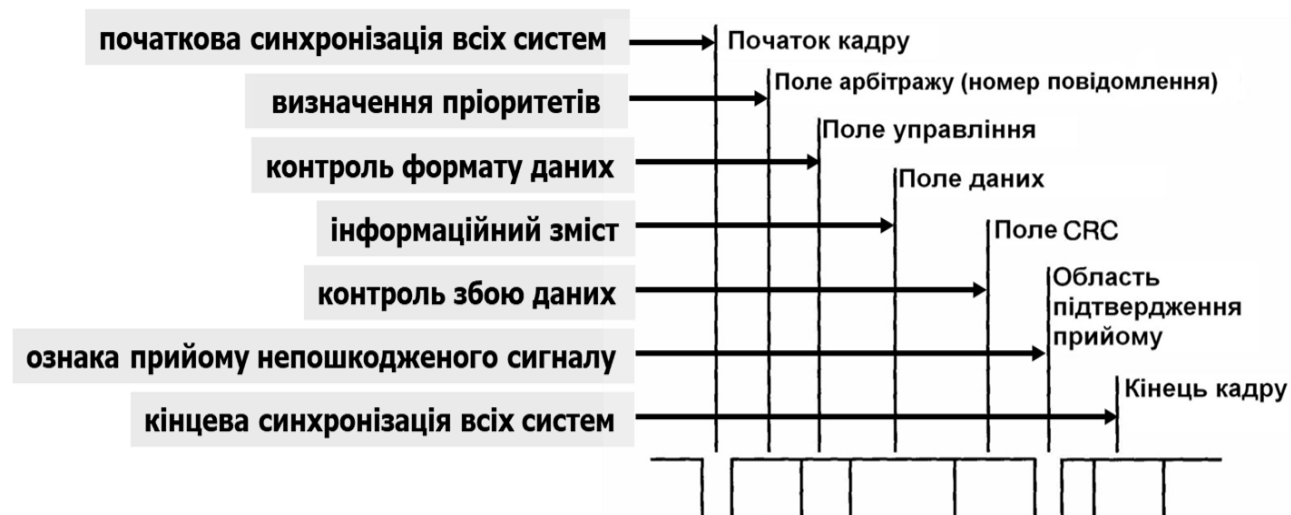 початкова синхронізація всіх систем
Початок кадру
визначення пріоритетів
Поле арбітражу (номер повідомлення)
контроль формату даних
Поле управління
інформаційний зміст
Поле даних
контроль збою даних
Поле CRC
ознака прийому непошкодженого сигналу
Область
підтвердження
прийому
кінцева синхронізація всіх систем
Кінець кадру